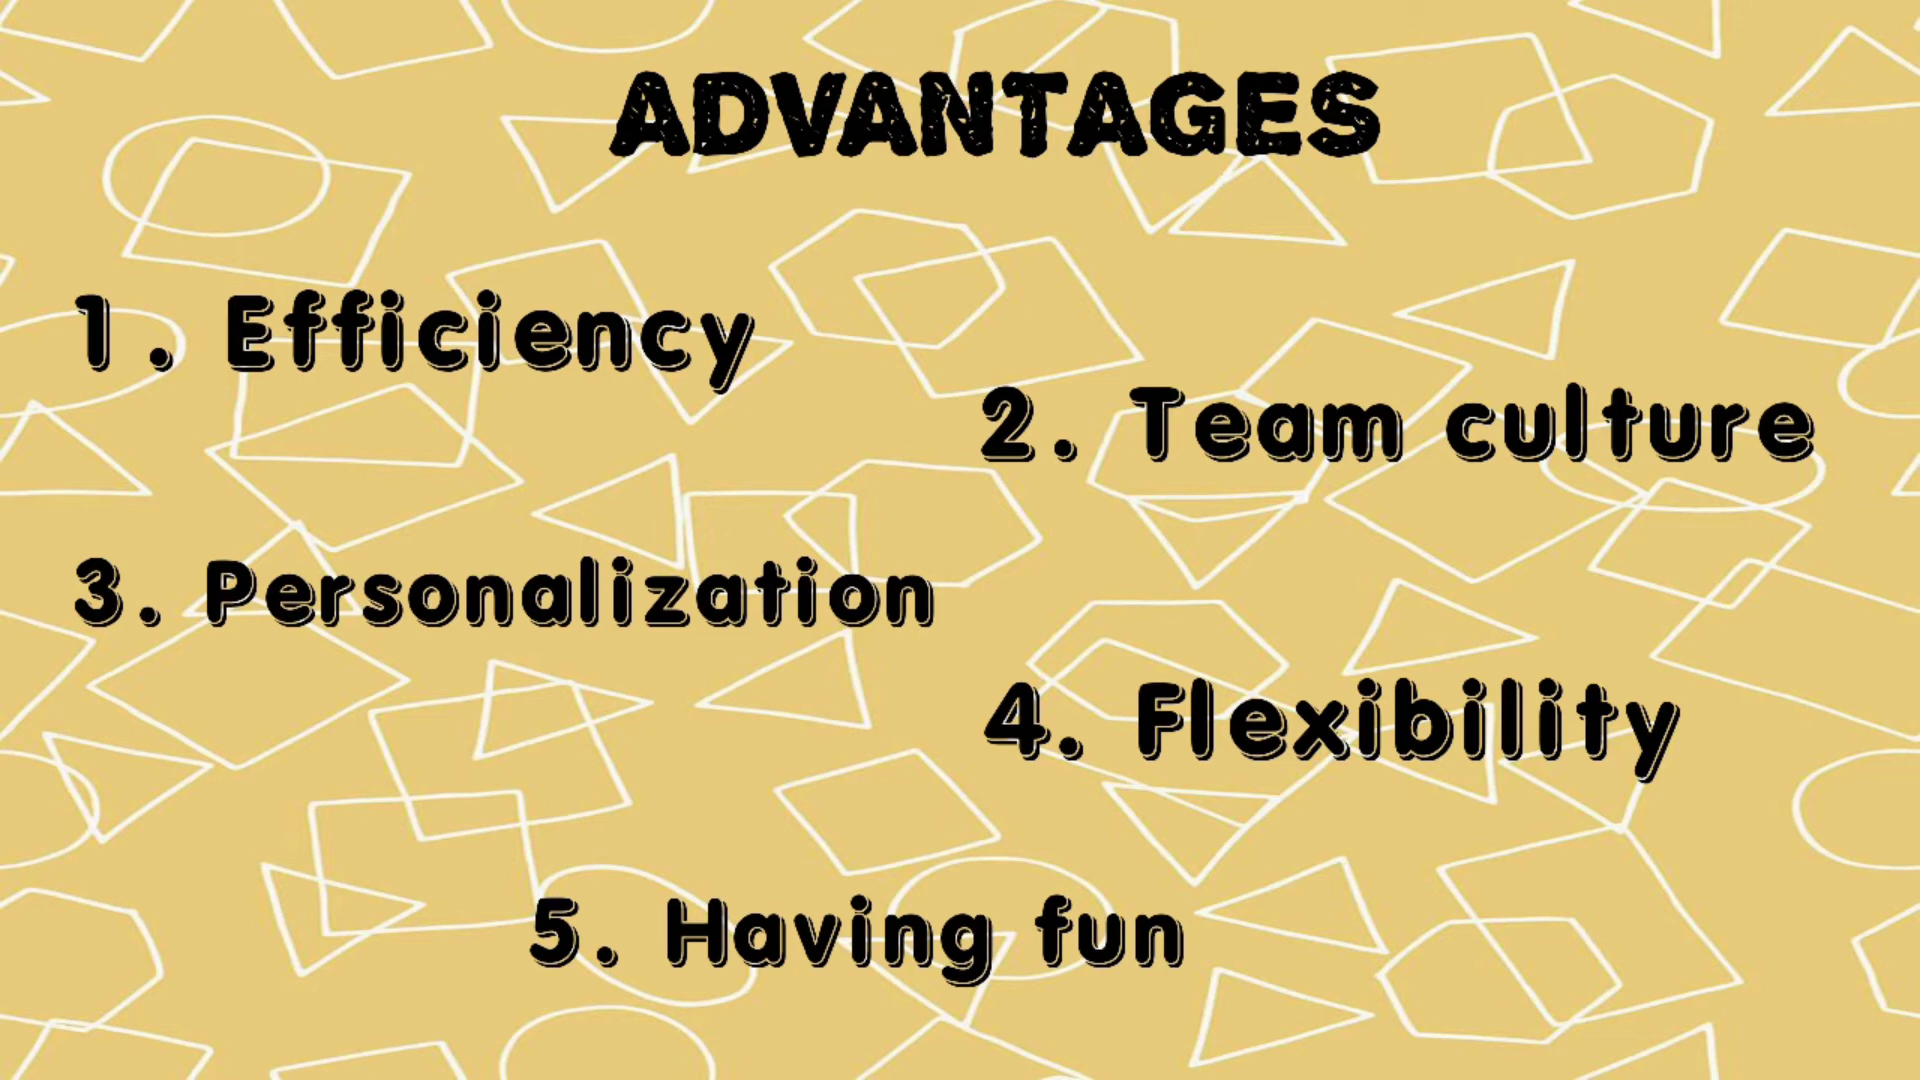 ADVANTAGES
1. Efficiency
2. Team culture
3. Personalization
4. Flexibility
5. Having fun